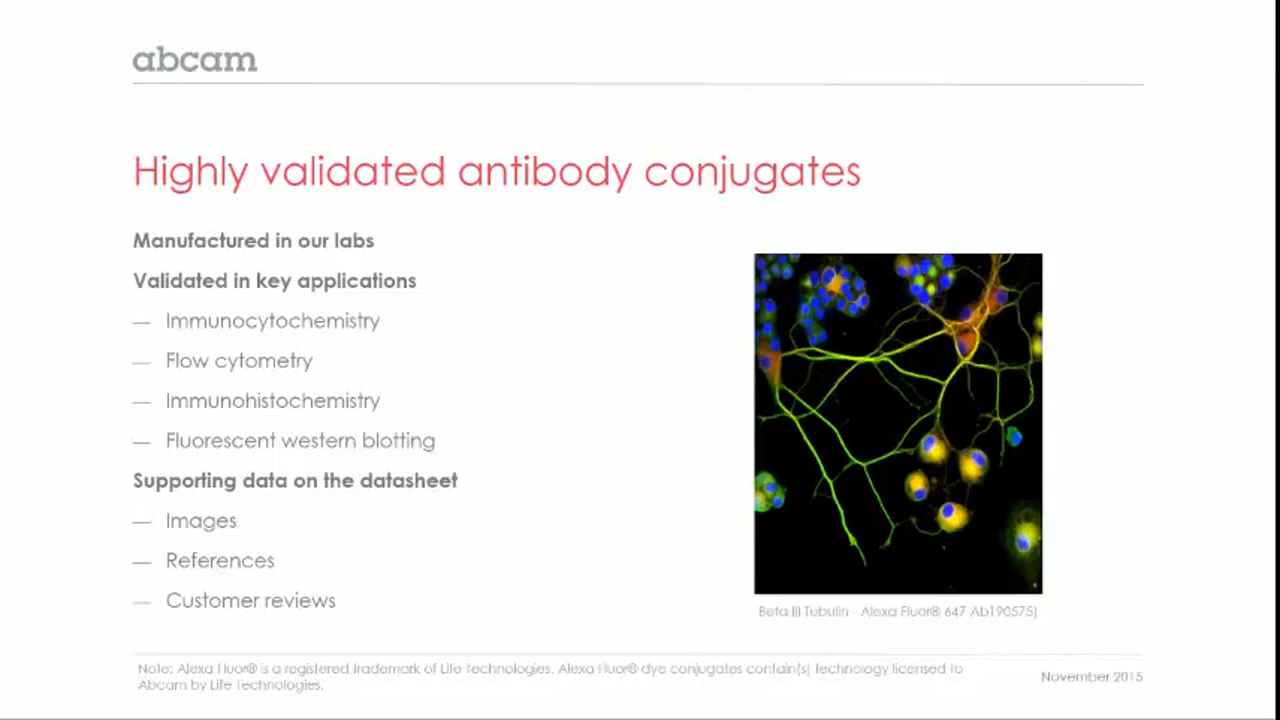 abcam
Highly validated antibody conjugates
Manufactured in our labs
Validated in key applications
— Immunocytochemistry
— Flow cytometry
— Immunohistochemistry
— Fluorescent western blotting
Supporting data on the datasheet
— Images
— References
— Customer reviews
Beta III Tubulin - Alexa Fluor® 647 Ab190575)
Note: Alexa Fluor® is a registered trademark of Life Technologies. Alexa Fluor® dye conjugates contain(s) technology licensed to
Abcam by Life Technologies.
November 2015